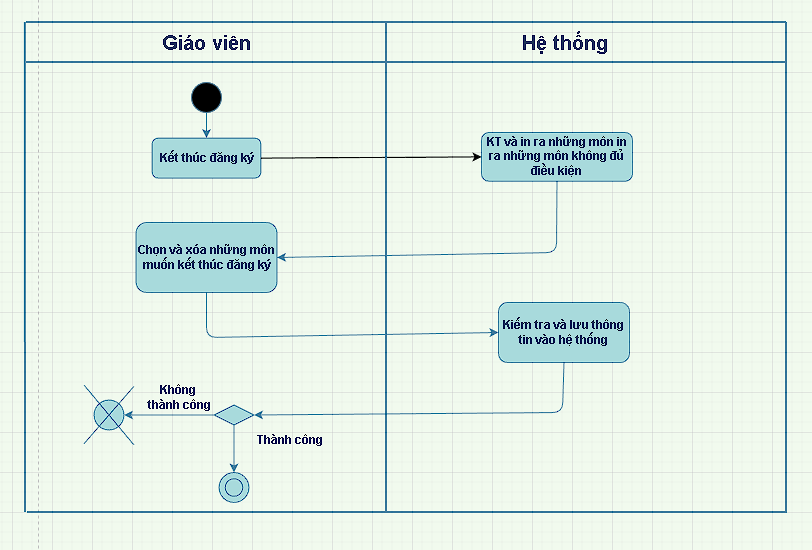 Giáo viên
Hệ thống
Kết thúc đăng ký
KT và in ra những môn in
ra những môn không đủ
điều kiện
Chọn và xóa những môn
muốn kết thúc đăng ký
Kiểm tra và lưu thông
tin vào hệ thống
Không
thành công
Thành công